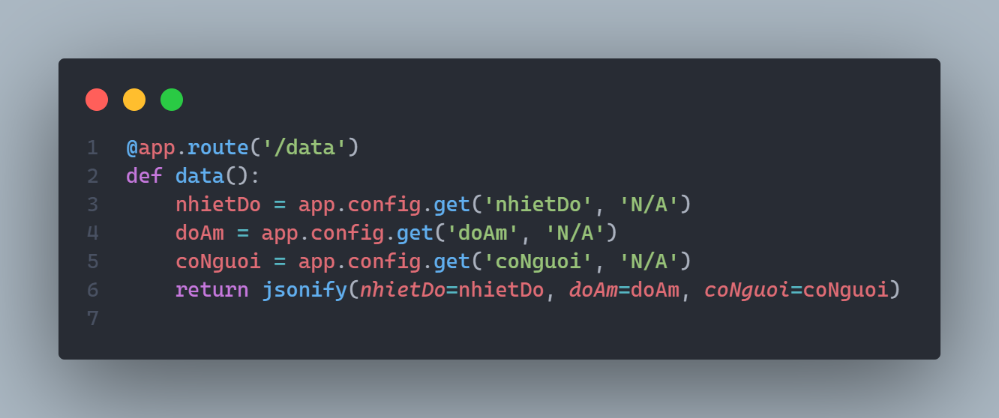 1 @app.route('/data')
2 def data():
3     nhietDo = app.config.get('nhietDo', 'N/A')
4     doAm = app.config.get('doAm', 'N/A')
5     coNguoi = app.config.get('coNguoi', 'N/A')
6     return jsonify(nhietDo=nhietDo, doAm=doAm, coNguoi=coNguoi)
7